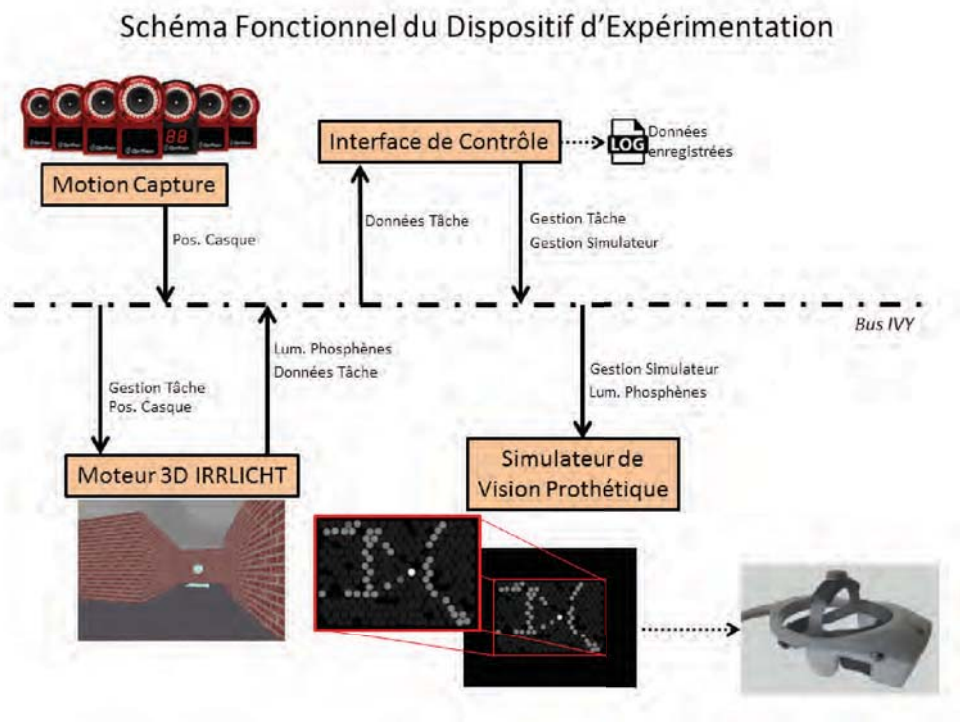 Schéma Fonctionnel du Dispositif d'Expérimentation
88
Motion Capture
Interface de Contrôle
LOG
Données
enregistrées
Pos. Casque
Données Tâche
Gestion Tâche
Gestion Simulateur
Bus IVY
Gestion Tâche
Pos. Casque
Lum. Phosphènes
Données Tâche
Gestion Simulateur
Lum. Phosphènes
Moteur 3D IRRLICHT
Simulateur de
Vision Prothétique